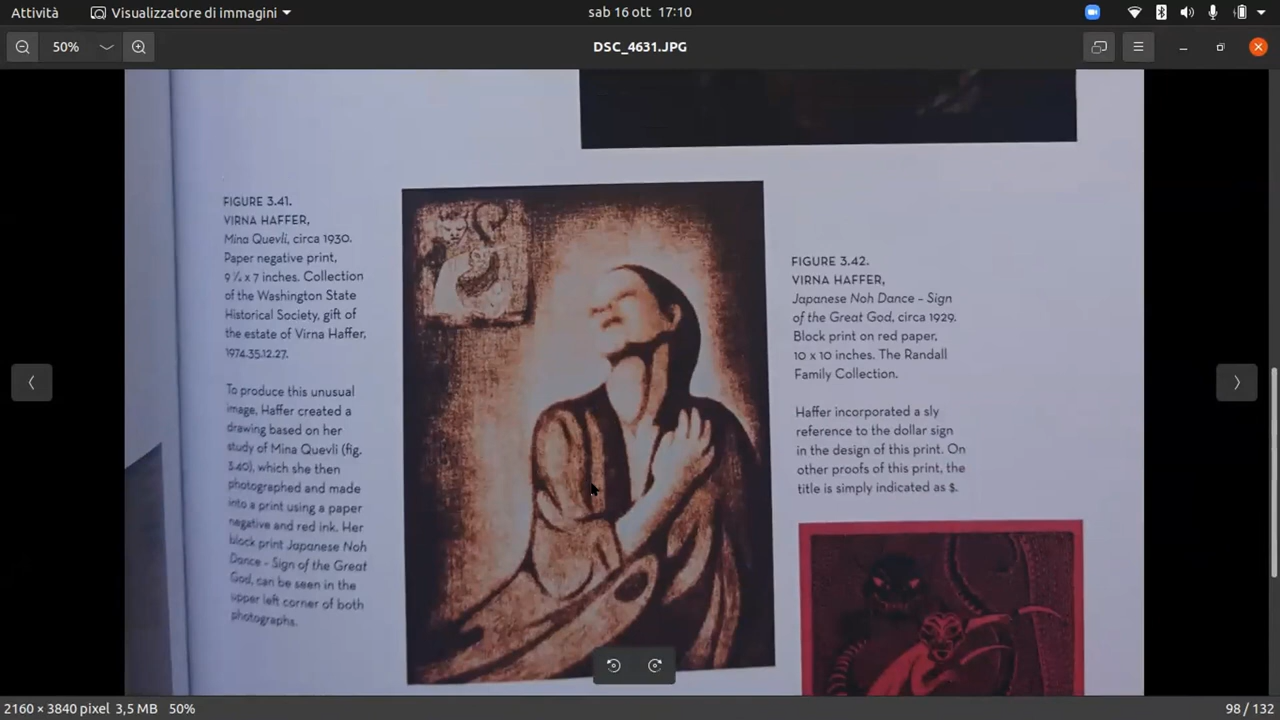 Attività
Visualizzatore di immagini
sab 16 ott 17:10
50%
DSC_4631.JPG
FIGURE 3.41.
VIRNA HAFFER,
Mina Quevli, circa 1930.
Paper negative print,
9 ½ x 7 inches. Collection
of the Washington State
Historical Society, gift of
the estate of Virna Haffer,
1974.35.12.27.
To produce this unusual
image, Haffer created a
drawing based on her
study of Mina Quevli (fig.
3.40), which she then
photographed and made
into a print using a paper
negative and red ink. Her
block print Japanese Noh
Dance – Sign of the Great
God, can be seen in the
upper left corner of both
photographs.
FIGURE 3.42.
VIRNA HAFFER,
Japanese Noh Dance – Sign
of the Great God, circa 1929.
Block print on red paper,
10 x 10 inches. The Randall
Family Collection.
Haffer incorporated a sly
reference to the dollar sign
in the design of this print. On
other proofs of this print, the
title is simply indicated as $.
2160 × 3840 pixel 3,5 MB 50%
98 / 132